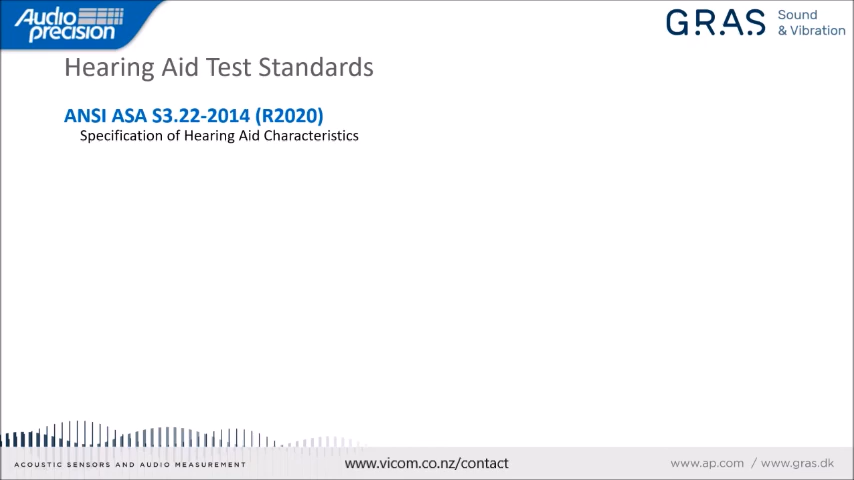 Audio
precision
GRAS Sound
& Vibration
Hearing Aid Test Standards
ANSI ASA S3.22-2014 (R2020)
Specification of Hearing Aid Characteristics
ACOUSTIC SENSORS AND AUDIO MEASUREMENT
www.vicom.co.nz/contact
www.ap.com / www.gras.dk